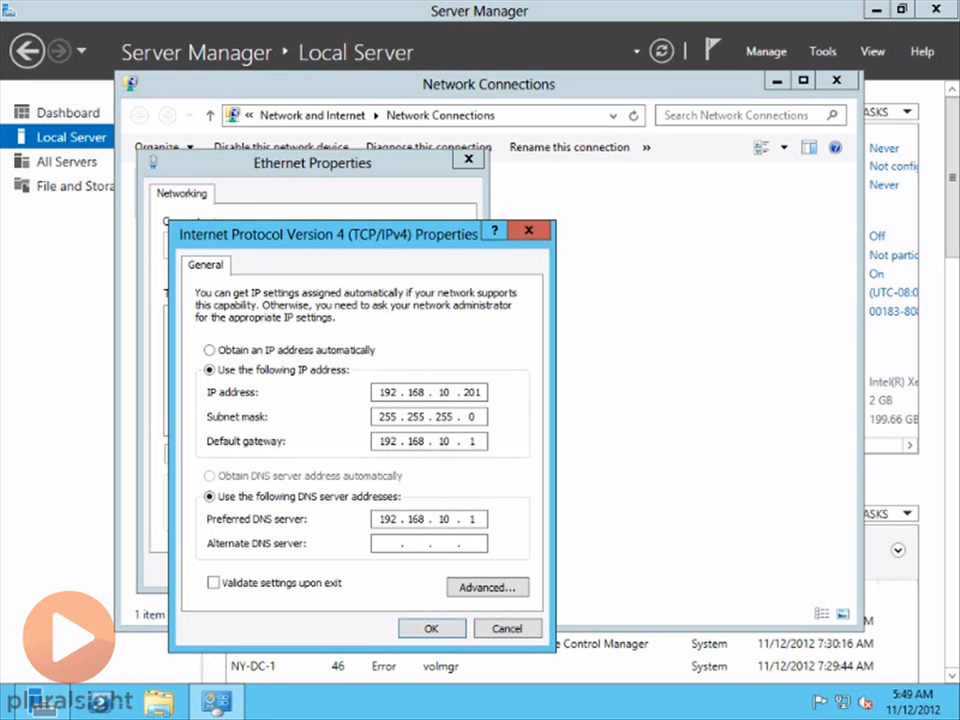 Server Manager
Server Manager ‣ Local Server
Manage Tools View Help
Network Connections
Dashboard
Local Server
All Servers
File and Stora
« Network and Internet ‣ Network Connections
Search Network Connections
ASKS
Organize Disable this network device Diagnose this connection Rename this connection »
Ethernet Properties
Networking
Never
Not config
Never
Off
Not partic
On
(UTC-08:0
00183-80
Internet Protocol Version 4 (TCP/IPv4) Properties
General
You can get IP settings assigned automatically if your network supports
this capability. Otherwise, you need to ask your network administrator
for the appropriate IP settings.
Obtain an IP address automatically
Use the following IP address:
IP address: 192 . 168 . 10 . 201
Subnet mask: 255 . 255 . 255 . 0
Default gateway: 192 . 168 . 10 . 1
Obtain DNS server address automatically
Use the following DNS server addresses:
Preferred DNS server: 192 . 168 . 10 . 1
Alternate DNS server: . . .
Validate settings upon exit
Advanced...
OK Cancel
Intel(R) Xe
2 GB
199.66 G
ASKS
1 item
e Control Manager System 11/12/2012 7:30:16 AM
NY-DC-1 46 Error volmgr System 11/12/2012 7:29:44 AM
pluralsight
5:49 AM
11/12/2012